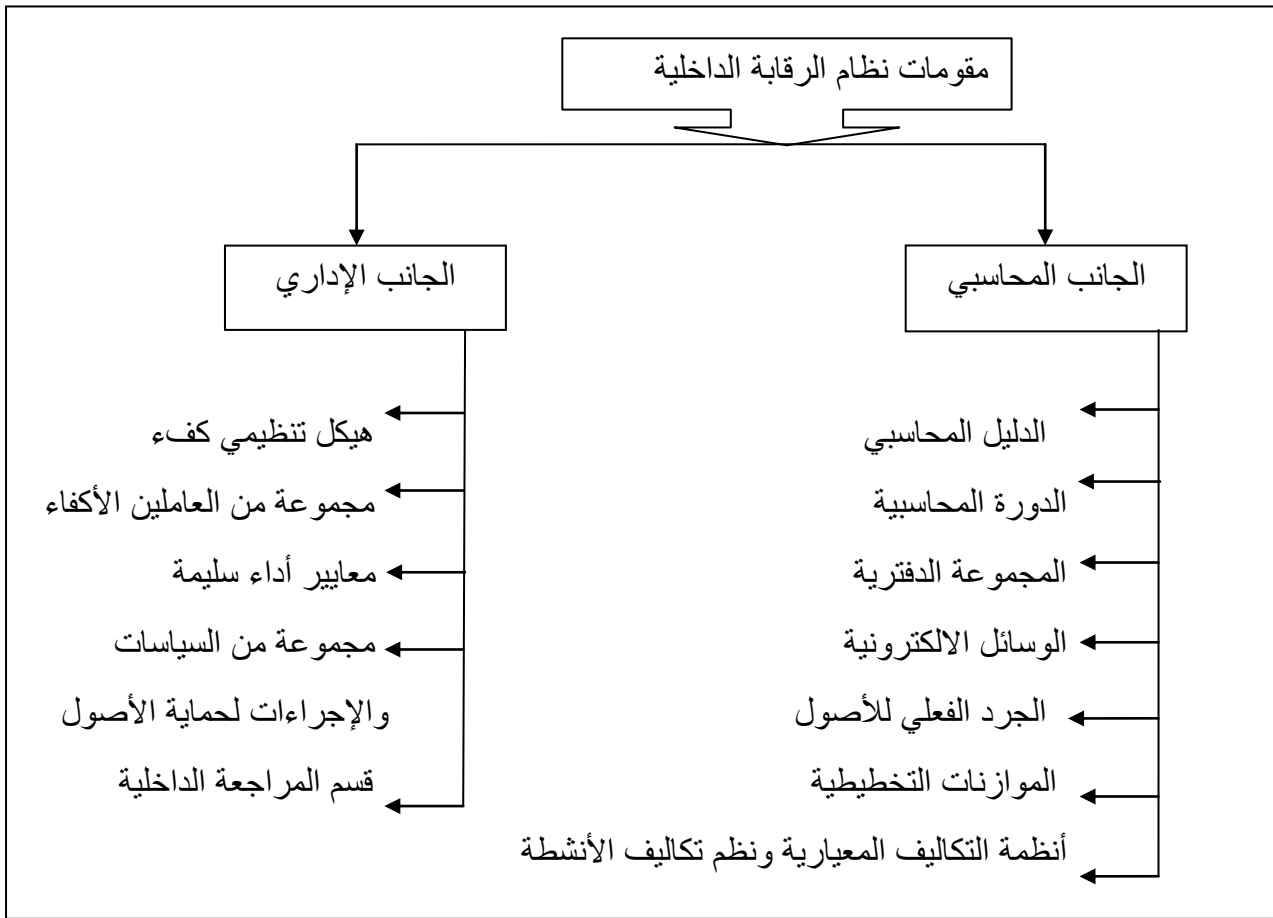 مقومات نظام الرقابة الداخلية
الجانب المحاسبي
الدليل المحاسبي
الدورة المحاسبية
المجموعة الدفترية
الوسائل الالكترونية
الجرد الفعلي للأصول
الموازنات التخطيطية
أنظمة التكاليف المعيارية ونظم تكاليف الأنشطة
الجانب الإداري
هيكل تنظيمي كفء
مجموعة من العاملين الأكفاء
معايير أداء سليمة
مجموعة من السياسات
والإجراءات لحماية الأصول
قسم المراجعة الداخلية